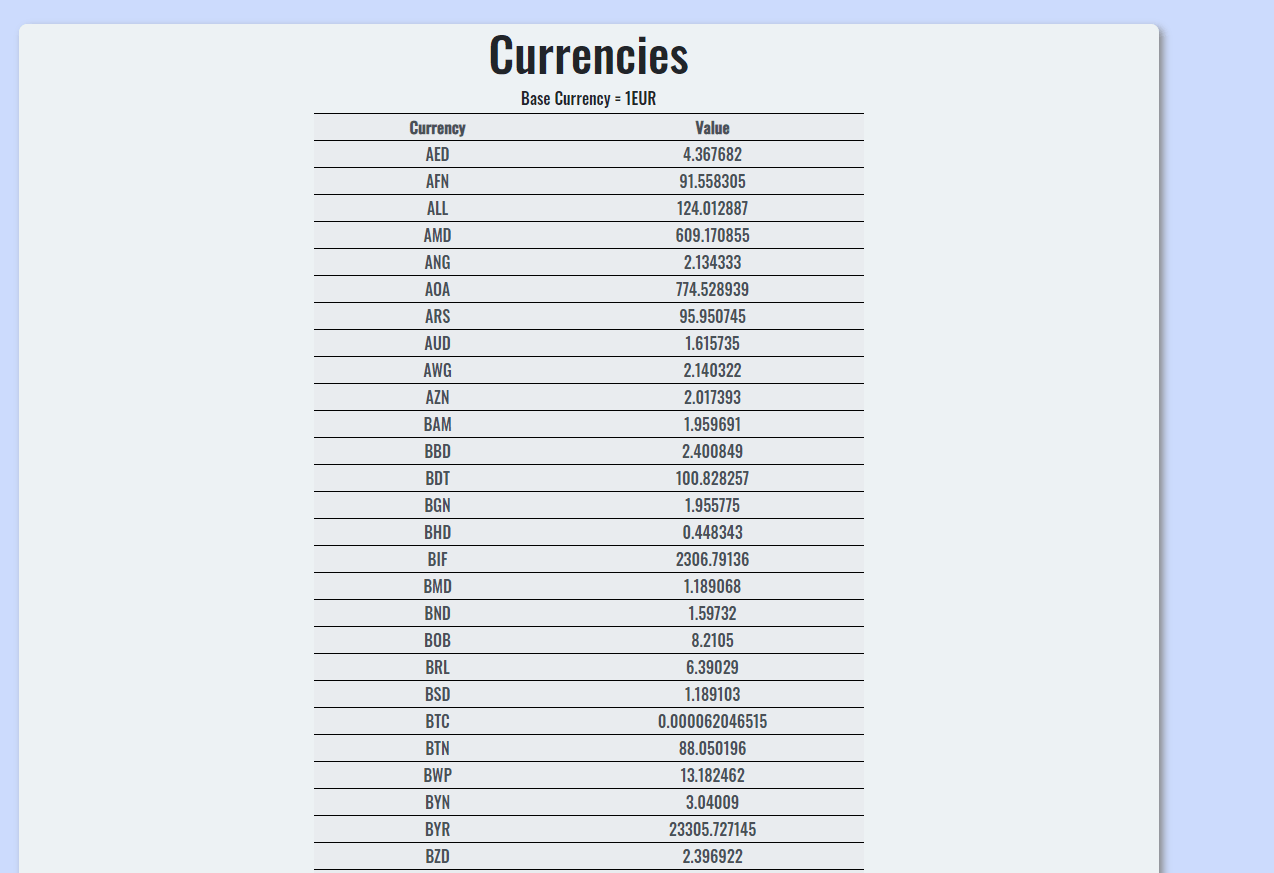 Currencies
Base Currency = 1EUR
Currency Value
AED 4.367682
AFN 91.558305
ALL 124.012887
AMD 609.170855
ANG 2.134333
AOA 774.528939
ARS 95.950745
AUD 1.615735
AWG 2.140322
AZN 2.017393
BAM 1.959691
BBD 2.400849
BDT 100.828257
BGN 1.955775
BHD 0.448343
BIF 2306.79136
BMD 1.189068
BND 1.59732
BOB 8.2105
BRL 6.39029
BSD 1.189103
BTC 0.000062046515
BTN 88.050196
BWP 13.182462
BYN 3.04009
BYR 23305.727145
BZD 2.396922